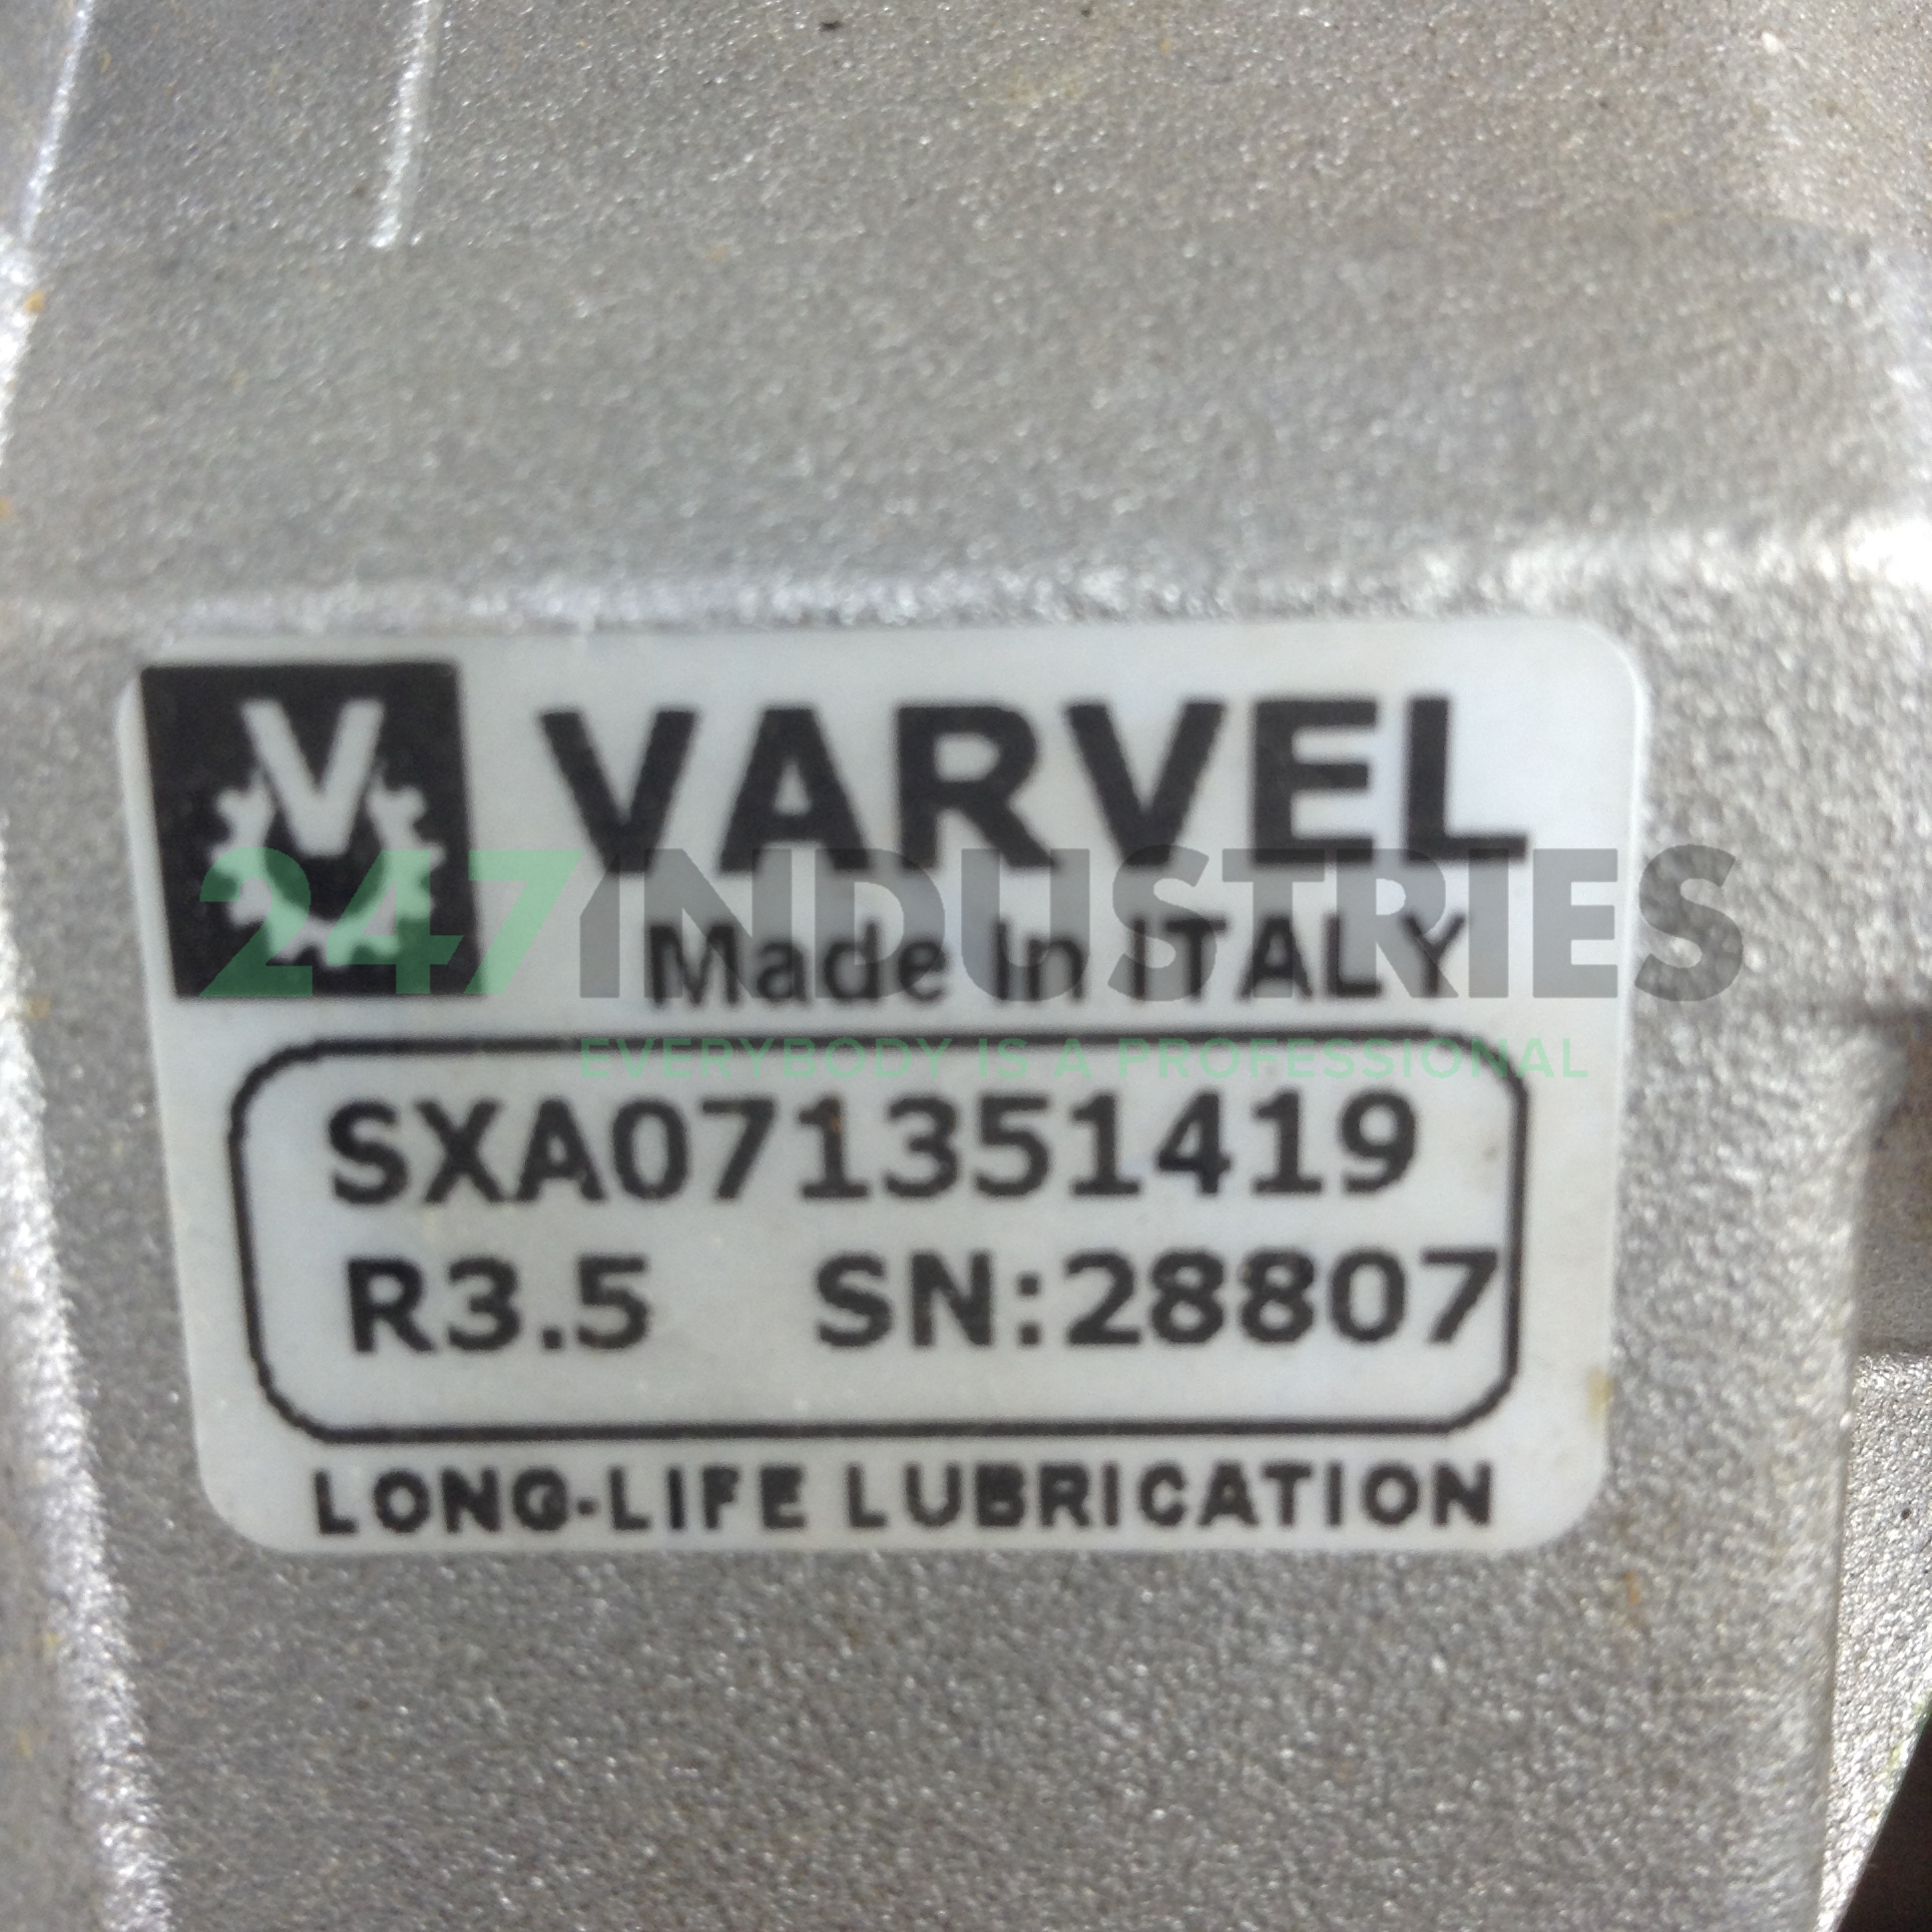 V VARVEL
247INDUSTRIES
Made In ITALY
EVERYBODY IS A PROFESSIONAL
SXA071351419
R3.5 SN:28807
LONG-LIFE LUBRICATION